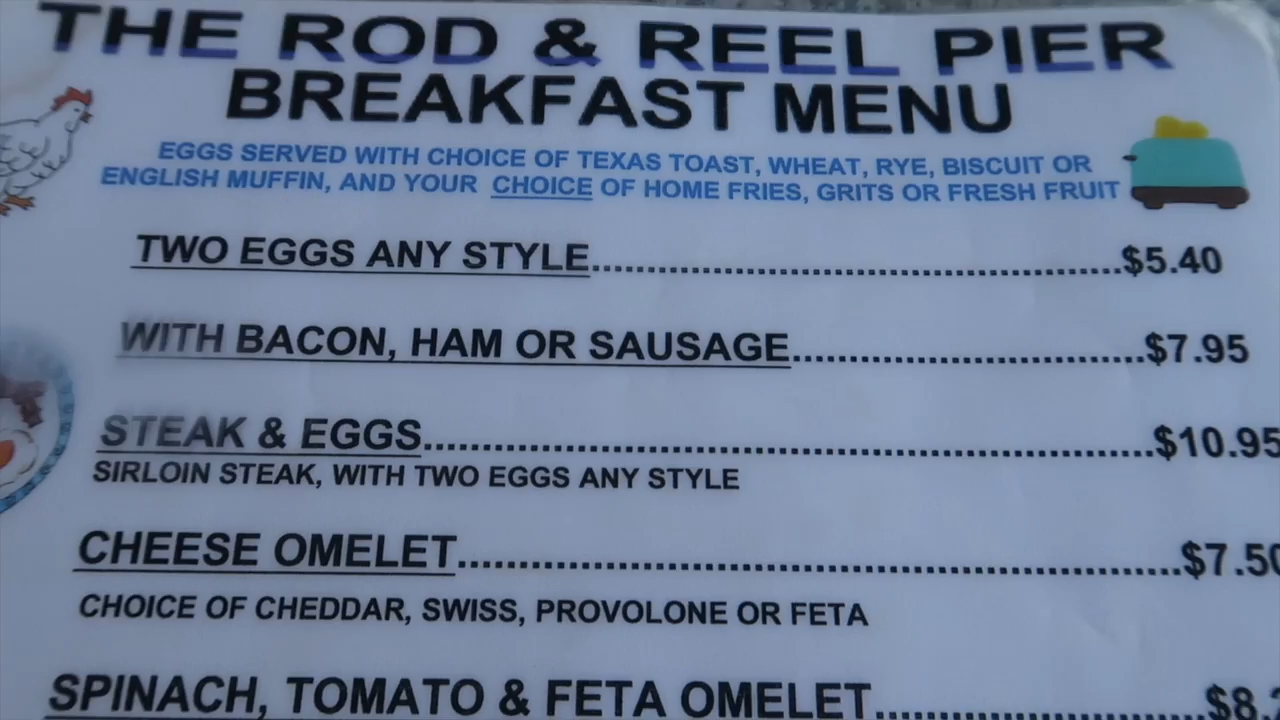 THE ROD & REEL PIER
BREAKFAST MENU
EGGS SERVED WITH CHOICE OF TEXAS TOAST, WHEAT, RYE, BISCUIT OR
ENGLISH MUFFIN, AND YOUR CHOICE OF HOME FRIES, GRITS OR FRESH FRUIT
TWO EGGS ANY STYLE..........................................$5.40
WITH BACON, HAM OR SAUSAGE............................$7.95
STEAK & EGGS..........................................................$10.95
SIRLOIN STEAK, WITH TWO EGGS ANY STYLE
CHEESE OMELET........................................................$7.50
CHOICE OF CHEDDAR, SWISS, PROVOLONE OR FETA
SPINACH, TOMATO & FETA OMELET..........................